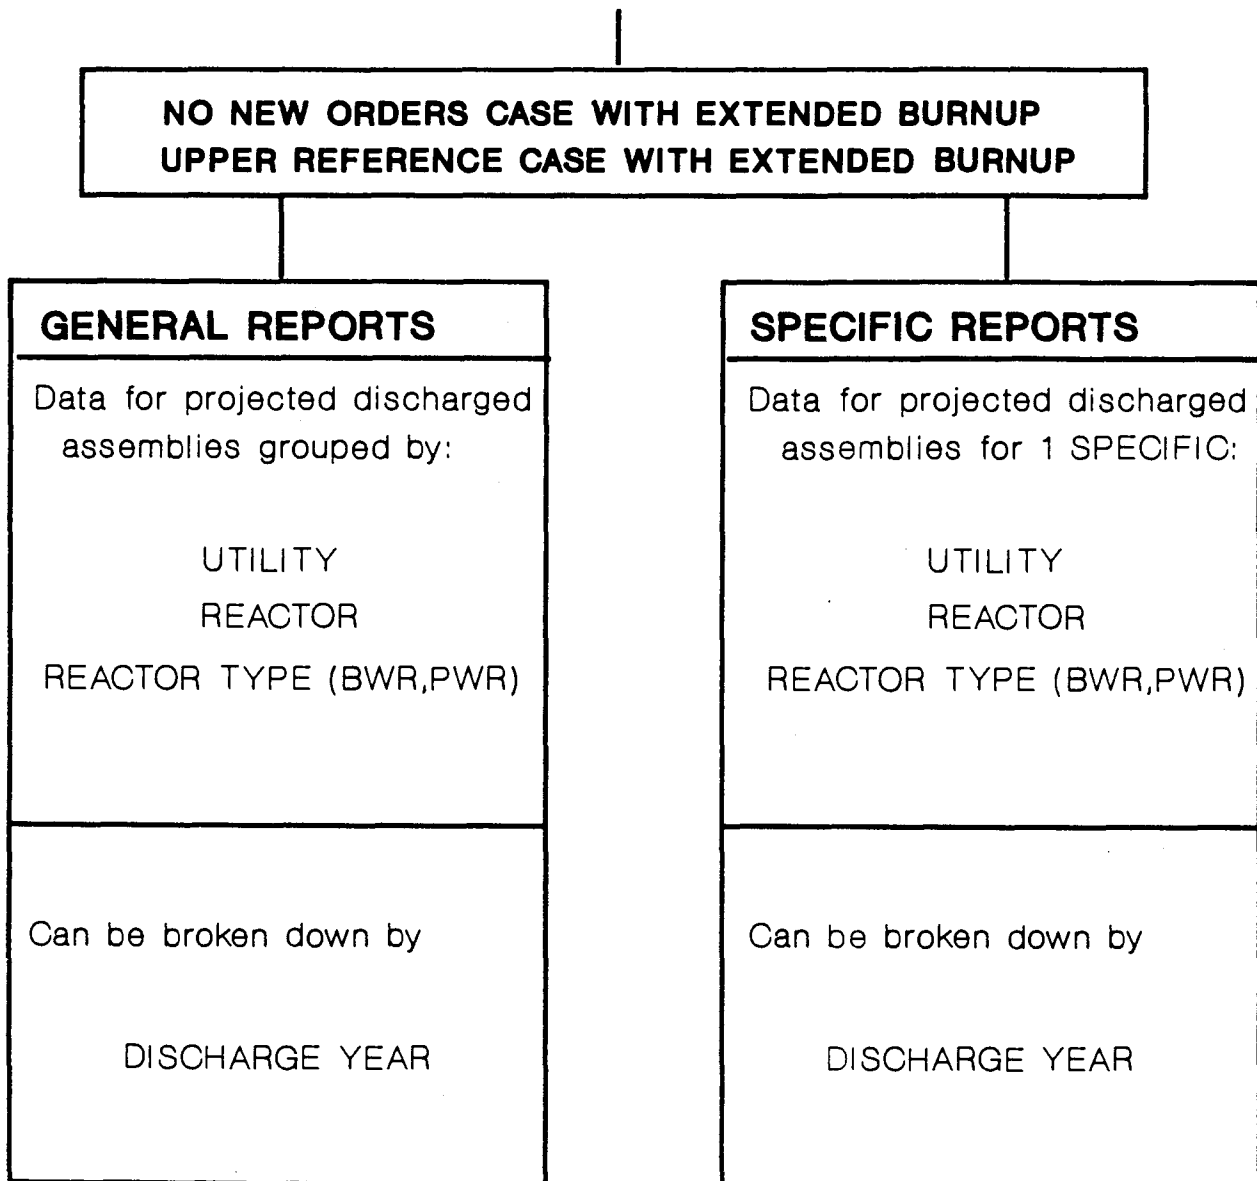 NO NEW ORDERS CASE WITH EXTENDED BURNUP
UPPER REFERENCE CASE WITH EXTENDED BURNUP
GENERAL REPORTS
Data for projected discharged
assemblies grouped by:
UTILITY
REACTOR
REACTOR TYPE (BWR,PWR)
Can be broken down by
DISCHARGE YEAR
SPECIFIC REPORTS
Data for projected discharged
assemblies for 1 SPECIFIC:
UTILITY
REACTOR
REACTOR TYPE (BWR,PWR)
Can be broken down by
DISCHARGE YEAR